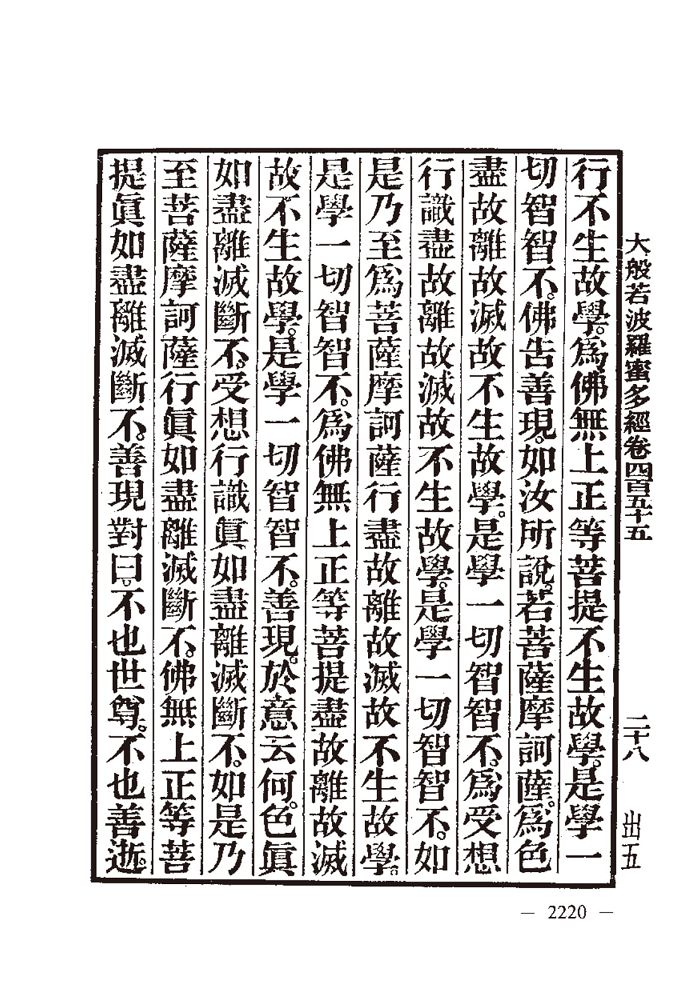 大般若波羅蜜多經卷四百五十五 二十八 出五
行不生故學。爲佛無上正等菩提不生故學。是學一
切智智不。佛告善現。如汝所說。若菩薩摩訶薩。爲色
盡故離故滅故不生故學。是學一切智智不。爲受想
行識盡故離故滅故不生故學。是學一切智智不。如
是乃至爲菩薩摩訶薩行盡故離故滅故不生故學。
是學一切智智不。爲佛無上正等菩提盡故離故滅
故不生故學。是學一切智智不。善現。於意云何。色眞
如盡離滅斷不。受想行識眞如盡離滅斷不。如是乃
至菩薩摩訶薩行眞如盡離滅斷不。佛無上正等菩
提眞如盡離滅斷不。善現對曰。不也世尊。不也善逝。
— 2220 —